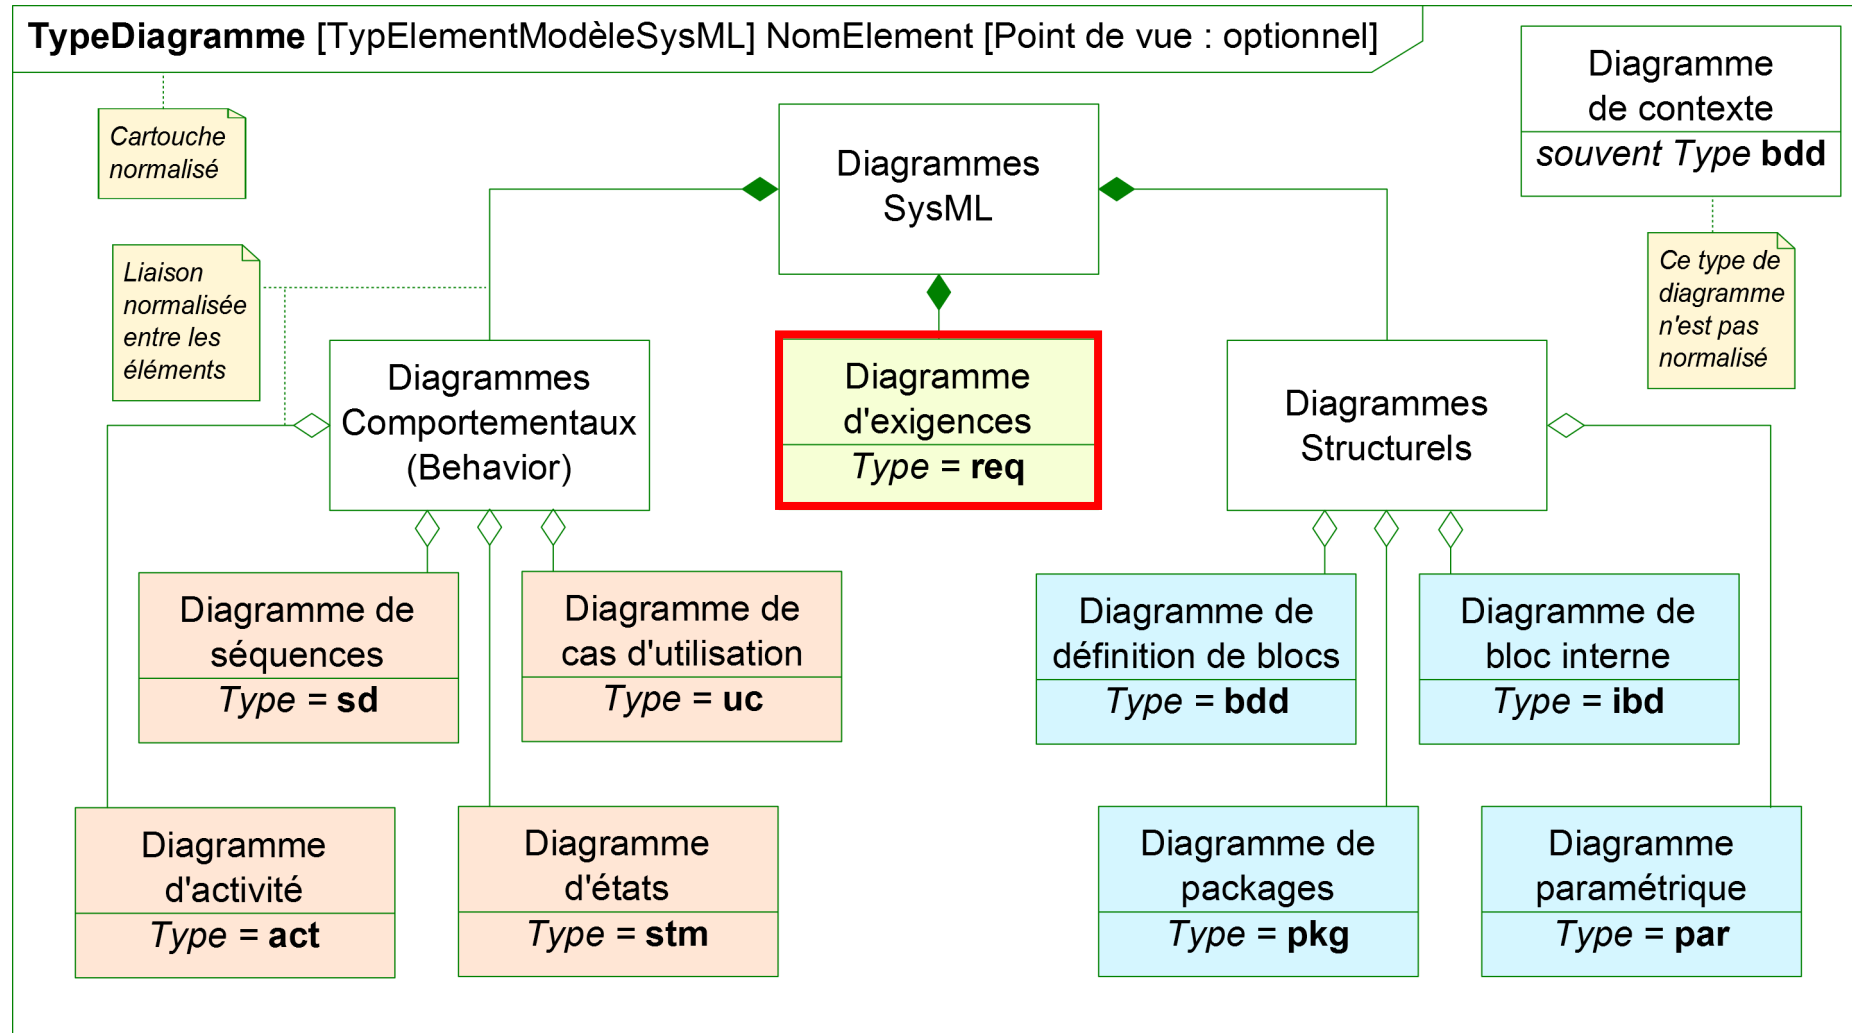 TypeDiagramme [TypElementModèleSysML] NomElement [Point de vue : optionnel]
Diagramme
de contexte
souvent Type bdd
Cartouche
normalisé
Diagrammes
SysML
Ce type de
diagramme
n'est pas
normalisé
Liaison
normalisée
entre les
éléments
Diagrammes
Comportementaux
(Behavior)
Diagramme
d'exigences
Type = req
Diagrammes
Structurels
Diagramme de
séquences
Type = sd
Diagramme de
cas d'utilisation
Type = uc
Diagramme de
définition de blocs
Type = bdd
Diagramme de
bloc interne
Type = ibd
Diagramme
d'activité
Type = act
Diagramme
d'états
Type = stm
Diagramme de
packages
Type = pkg
Diagramme
paramétrique
Type = par